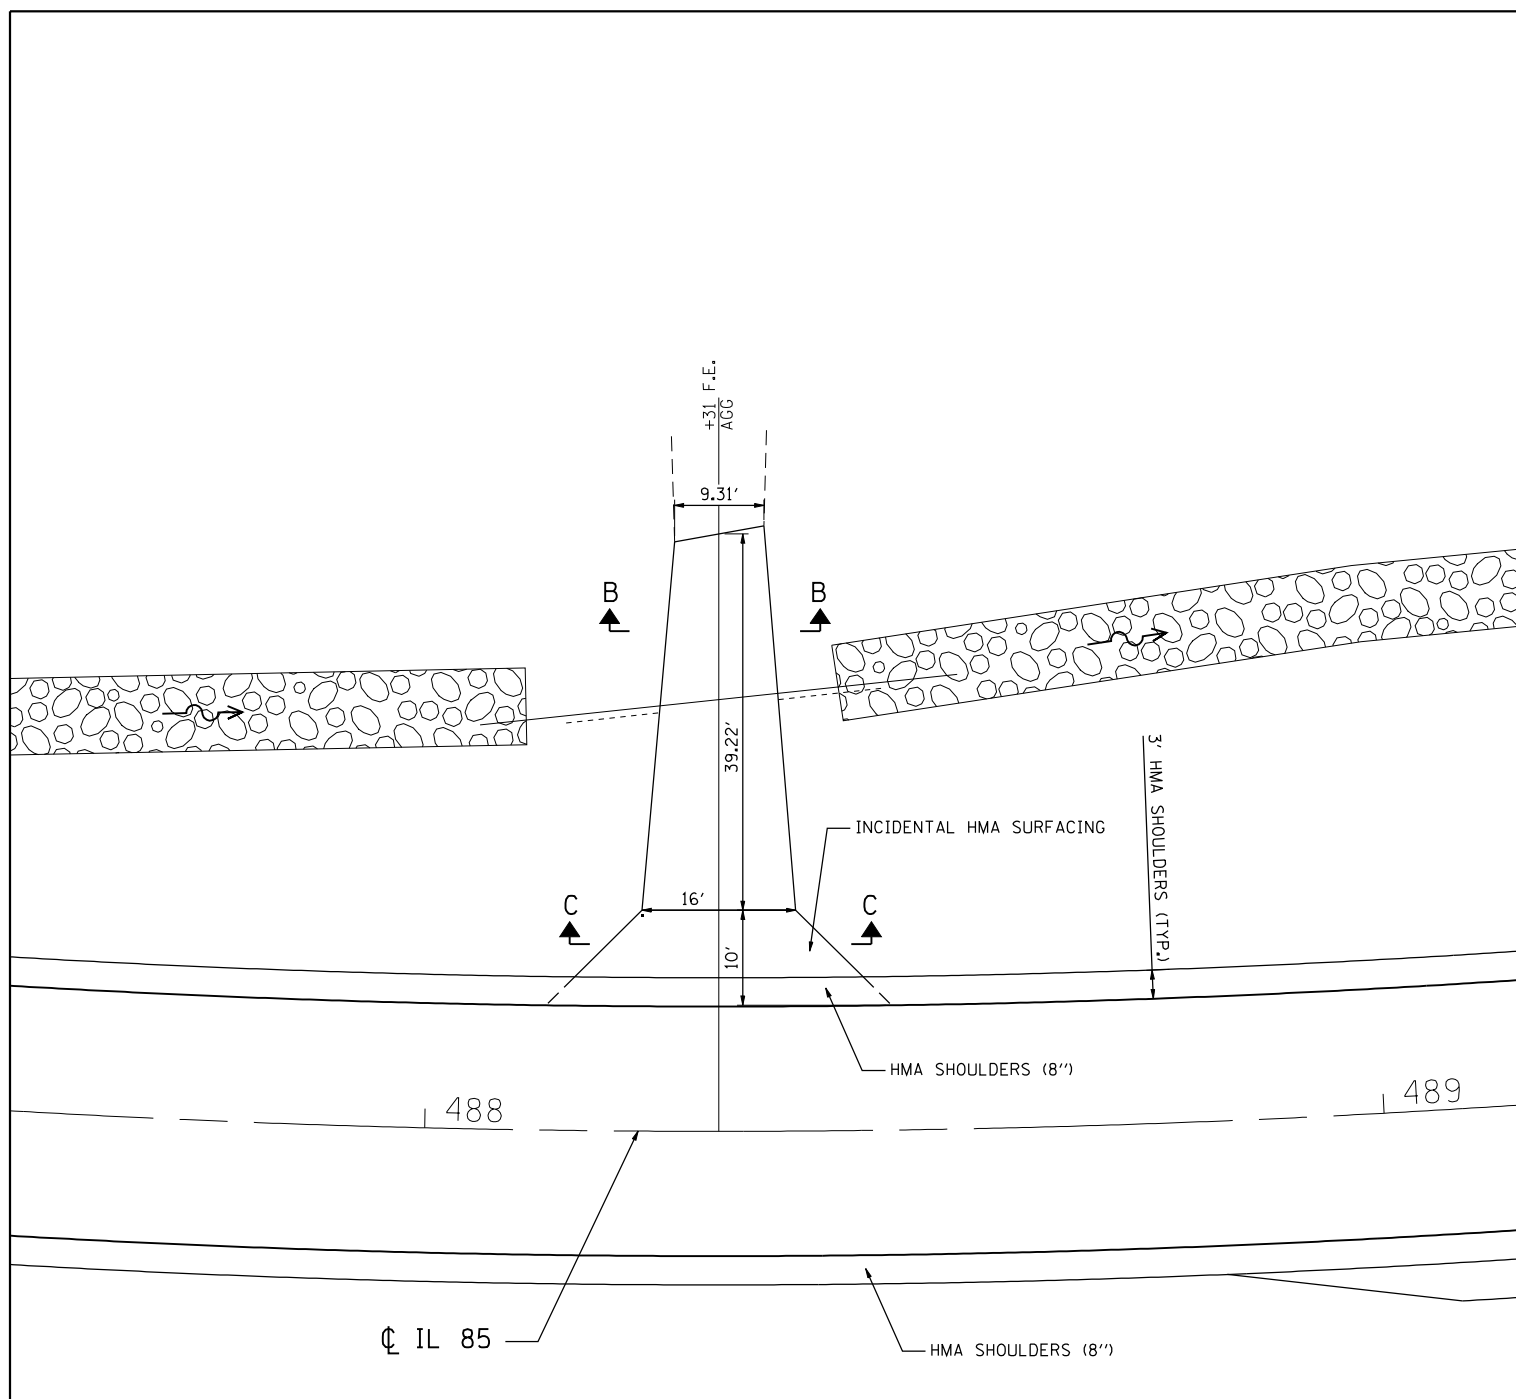 +31 F.E.
AGG
9.31'
B
B
39.22'
3' HMA SHOULDERS (TYP.)
INCIDENTAL HMA SURFACING
C
16'
C
10'
HMA SHOULDERS (8'')
488
489
℄ IL 85
HMA SHOULDERS (8'')